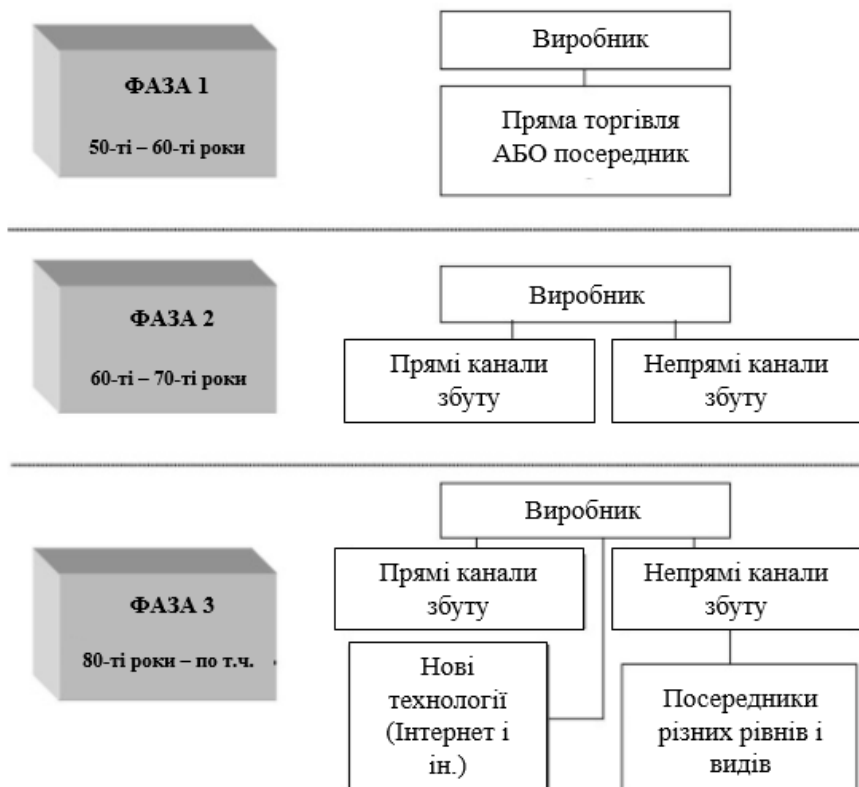 ФАЗА 1
50-ті – 60-ті роки
Виробник
Пряма торгівля
АБО посередник
ФАЗА 2
60-ті – 70-ті роки
Виробник
Прямі канали
збуту
Непрямі канали
збуту
ФАЗА 3
80-ті роки – по т.ч.
Виробник
Прямі канали
збуту
Непрямі канали
збуту
Нові
технології
(Інтернет і
ін.)
Посередники
різних рівнів і
видів